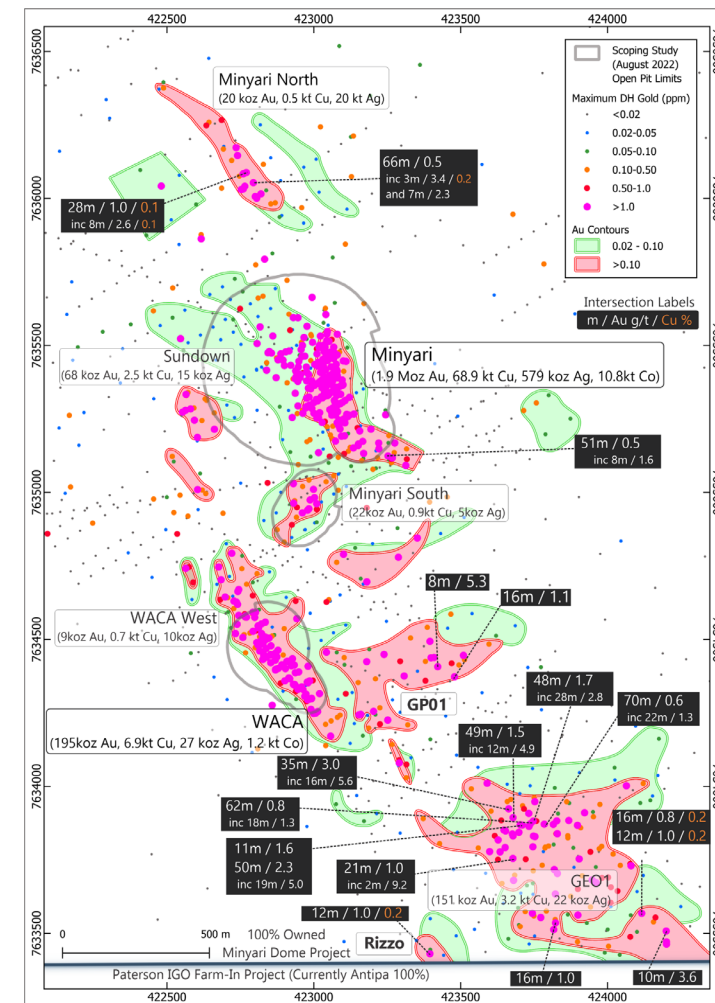 422500 423000 423500 424000
7636500
7636000
7635500
7635000
7634500
7634000
7633500
Scoping Study
(August 2022)
Open Pit Limits
Maximum DH Gold (ppm)
<0.02
0.02-0.05
0.05-0.10
0.10-0.50
0.50-1.0
>1.0
Au Contours
0.02 - 0.10
>0.10
Intersection Labels
m / Au g/t / Cu %
Minyari North
(20 koz Au, 0.5 kt Cu, 20 kt Ag)
66m / 0.5
inc 3m / 3.4 / 0.2
and 7m / 2.3
28m / 1.0 / 0.1
inc 8m / 2.6 / 0.1
Sundown
(68 koz Au, 2.5 kt Cu, 15 koz Ag)
Minyari
(1.9 Moz Au, 68.9 kt Cu, 579 koz Ag, 10.8kt Co)
51m / 0.5
inc 8m / 1.6
Minyari South
(22koz Au, 0.9kt Cu, 5koz Ag)
8m / 5.3
16m / 1.1
WACA West
(9koz Au, 0.7 kt Cu, 10koz Ag)
48m / 1.7
inc 28m / 2.8
70m / 0.6
inc 22m / 1.3
GP01
WACA
(195koz Au, 6.9kt Cu, 27 koz Ag, 1.2 kt Co)
49m / 1.5
inc 12m / 4.9
35m / 3.0
inc 16m / 5.6
62m / 0.8
inc 18m / 1.3
16m / 0.8 / 0.2
12m / 1.0 / 0.2
11m / 1.6
50m / 2.3
inc 19m / 5.0
21m / 1.0
inc 2m / 9.2
GEO1
(151 koz Au, 3.2 kt Cu, 22 koz Ag)
12m / 1.0 / 0.2
Rizzo
0 500 m
100% Owned
Minyari Dome Project
Paterson IGO Farm-In Project (Currently Antipa 100%)
16m / 1.0
10m / 3.6
422500 423000 423500 424000